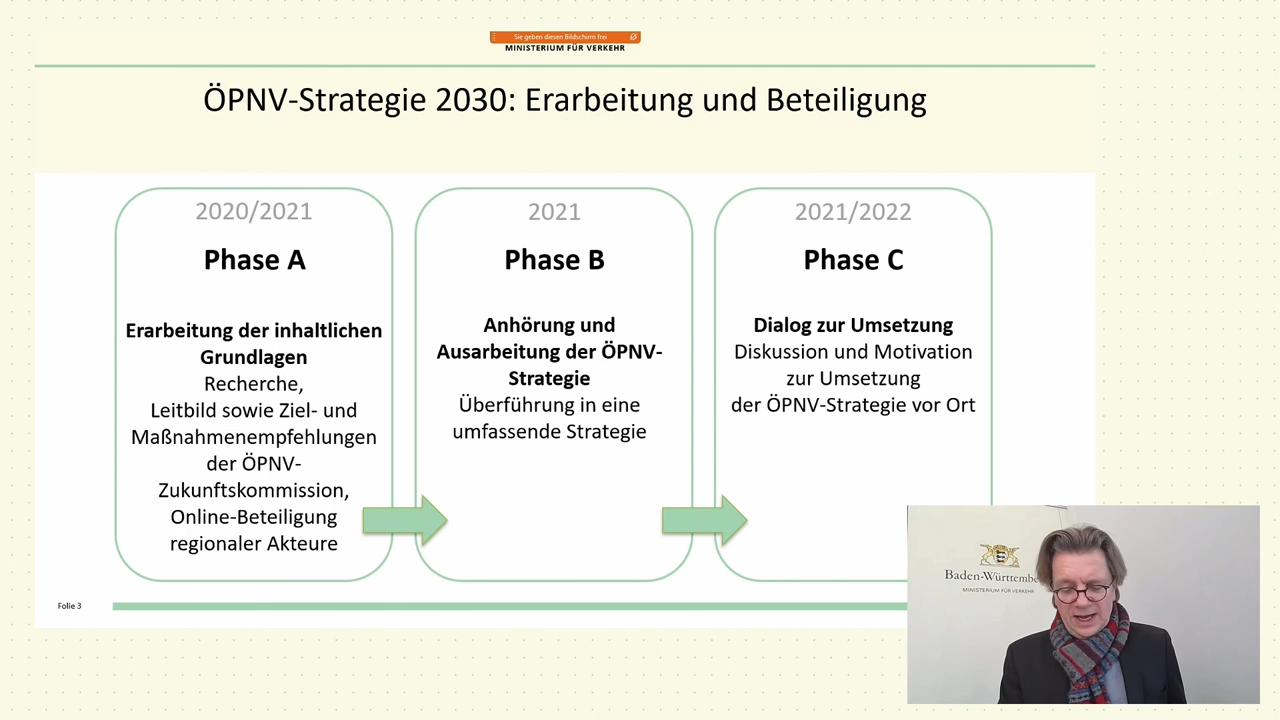 Sie geben diesen Bildschirm frei
MINISTERIUM FÜR VERKEHR
ÖPNV-Strategie 2030: Erarbeitung und Beteiligung
2020/2021
Phase A
Erarbeitung der inhaltlichen
Grundlagen
Recherche,
Leitbild sowie Ziel- und
Maßnahmenempfehlungen
der ÖPNV-
Zukunftskommission,
Online-Beteiligung
regionaler Akteure
2021
Phase B
Anhörung und
Ausarbeitung der ÖPNV-
Strategie
Überführung in eine
umfassende Strategie
2021/2022
Phase C
Dialog zur Umsetzung
Diskussion und Motivation
zur Umsetzung
der ÖPNV-Strategie vor Ort
Folie 3
Baden-Württembe
MINISTERIUM FÜR VERKEHR